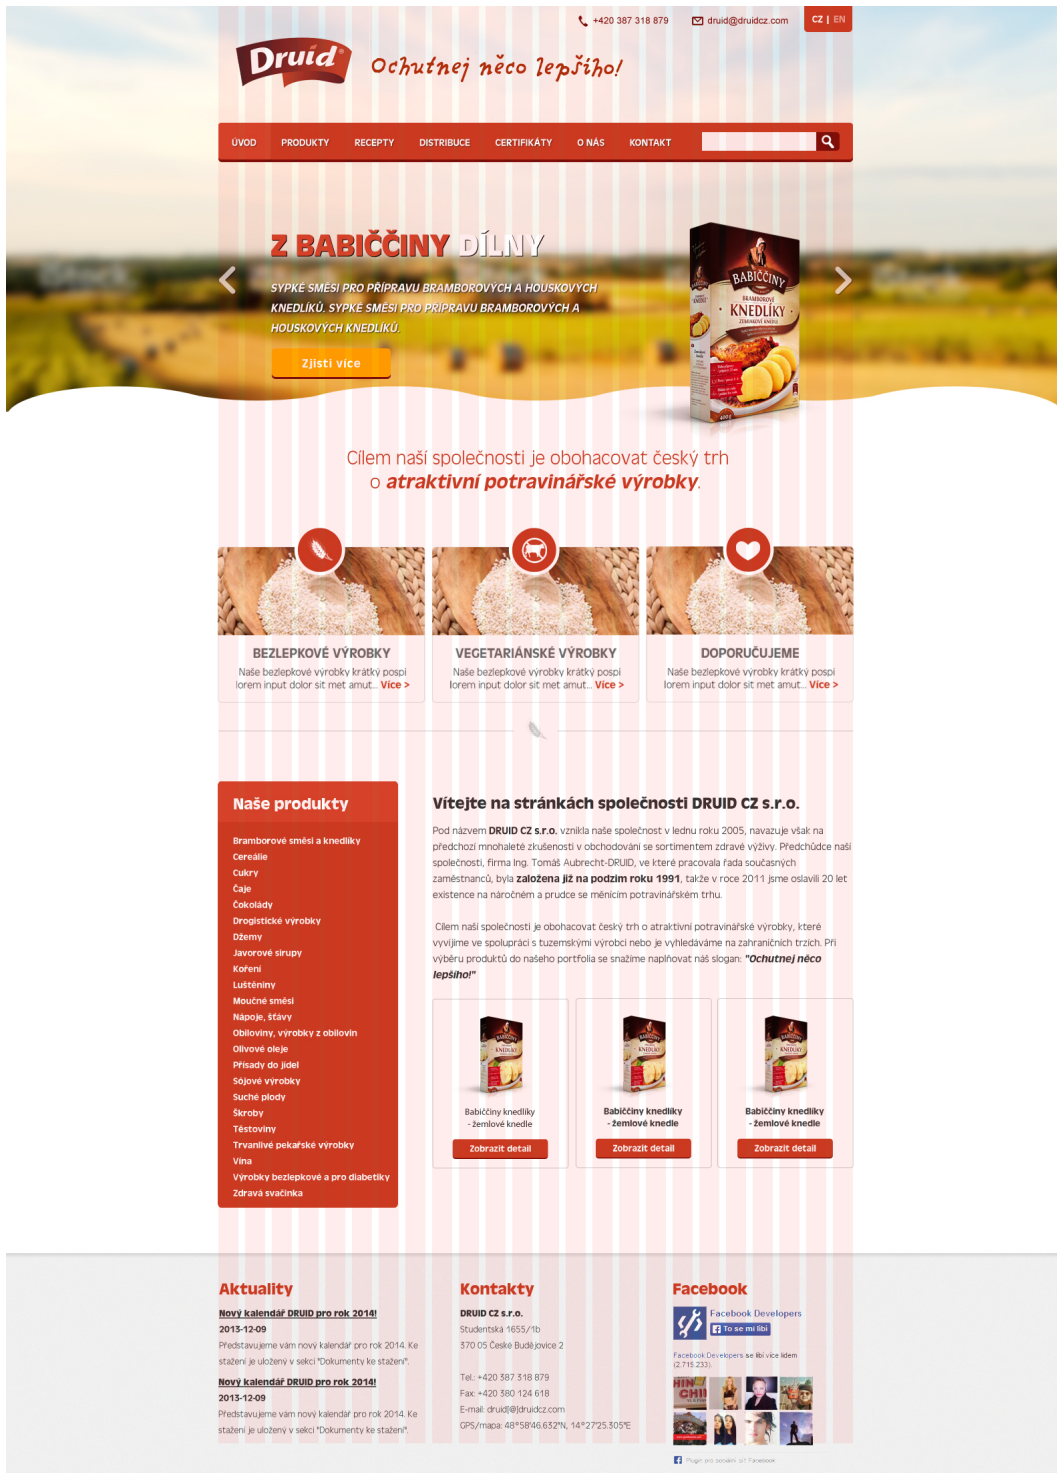 +420 387 318 879
druid@druidcz.com
CZ | EN
Druid®
Ochutnej něco lepšího!
ÚVOD
PRODUKTY
RECEPTY
DISTRIBUCE
CERTIFIKÁTY
O NÁS
KONTAKT
Z BABIČČINY DÍLNY
SYPKÉ SMĚSI PRO PŘÍPRAVU BRAMBOROVÝCH A HOUSKOVÝCH
KNEDLÍKŮ. SYPKÉ SMĚSI PRO PŘÍPRAVU BRAMBOROVÝCH A
HOUSKOVÝCH KNEDLÍKŮ.
Zjisti více
BABIČČINY
BRAMBOROVÉ
KNEDLÍKY
ZEMIAKOVÉ KNEDLE
400 g
Cílem naší společnosti je obohacovat český trh
o atraktivní potravinářské výrobky.
BEZLEPKOVÉ VÝROBKY
Naše bezlepkové výrobky krátký pospi
lorem input dolor sit met amut... Více >
VEGETARIÁNSKÉ VÝROBKY
Naše bezlepkové výrobky krátký pospi
lorem input dolor sit met amut... Více >
DOPORUČUJEME
Naše bezlepkové výrobky krátký pospi
lorem input dolor sit met amut... Více >
Naše produkty
Bramborové směsi a knedlíky
Cereálie
Cukry
Čaje
Čokolády
Drogistické výrobky
Džemy
Javorové sirupy
Koření
Luštěniny
Moučné směsi
Nápoje, šťávy
Obiloviny, výrobky z obilovin
Olivové oleje
Přísady do jídel
Sójové výrobky
Suché plody
Škroby
Těstoviny
Trvanlivé pekařské výrobky
Vína
Výrobky bezlepkové a pro diabetiky
Zdravá svačinka
Vítejte na stránkách společnosti DRUID CZ s.r.o.
Pod názvem DRUID CZ s.r.o. vznikla naše společnost v lednu roku 2005, navazuje však na
předchozí mnohaleté zkušenosti v obchodování se sortimentem zdravé výživy. Předchůdce naší
společnosti, firma Ing. Tomáš Aubrecht-DRUID, ve které pracovala řada současných
zaměstnanců, byla založena již na podzim roku 1991, takže v roce 2011 jsme oslavili 20 let
existence na náročném a prudce se měnícím potravinářském trhu.
Cílem naší společnosti je obohacovat český trh o atraktivní potravinářské výrobky, které
vyvíjíme ve spolupráci s tuzemskými výrobci nebo je vyhledáváme na zahraničních trzích. Při
výběru produktů do našeho portfolia se snažíme naplňovat náš slogan: "Ochutnej něco
lepšího!"
BABIČČINY
KNEDLÍKY
Babiččiny knedlíky
- žemlové knedle
Zobrazit detail
BABIČČINY
KNEDLÍKY
Babiččiny knedlíky
- žemlové knedle
Zobrazit detail
BABIČČINY
KNEDLÍKY
Babiččiny knedlíky
- žemlové knedle
Zobrazit detail
Aktuality
Nový kalendář DRUID pro rok 2014!
2013-12-09
Představujeme vám nový kalendář pro rok 2014. Ke
stažení je uložený v sekci "Dokumenty ke stažení".
Nový kalendář DRUID pro rok 2014!
2013-12-09
Představujeme vám nový kalendář pro rok 2014. Ke
stažení je uložený v sekci "Dokumenty ke stažení".
Kontakty
DRUID CZ s.r.o.
Studentská 1655/1b
370 05 České Budějovice 2
Tel.: +420 387 318 879
Fax: +420 380 124 618
E-mail: druid[@]druidcz.com
GPS/mapa: 48°58'46.632"N, 14°27'25.305"E
Facebook
Facebook Developers
To se mi líbí
Facebook Developers se líbí více lidem
(2.715.233).
Plugin pro sociální síť Facebook